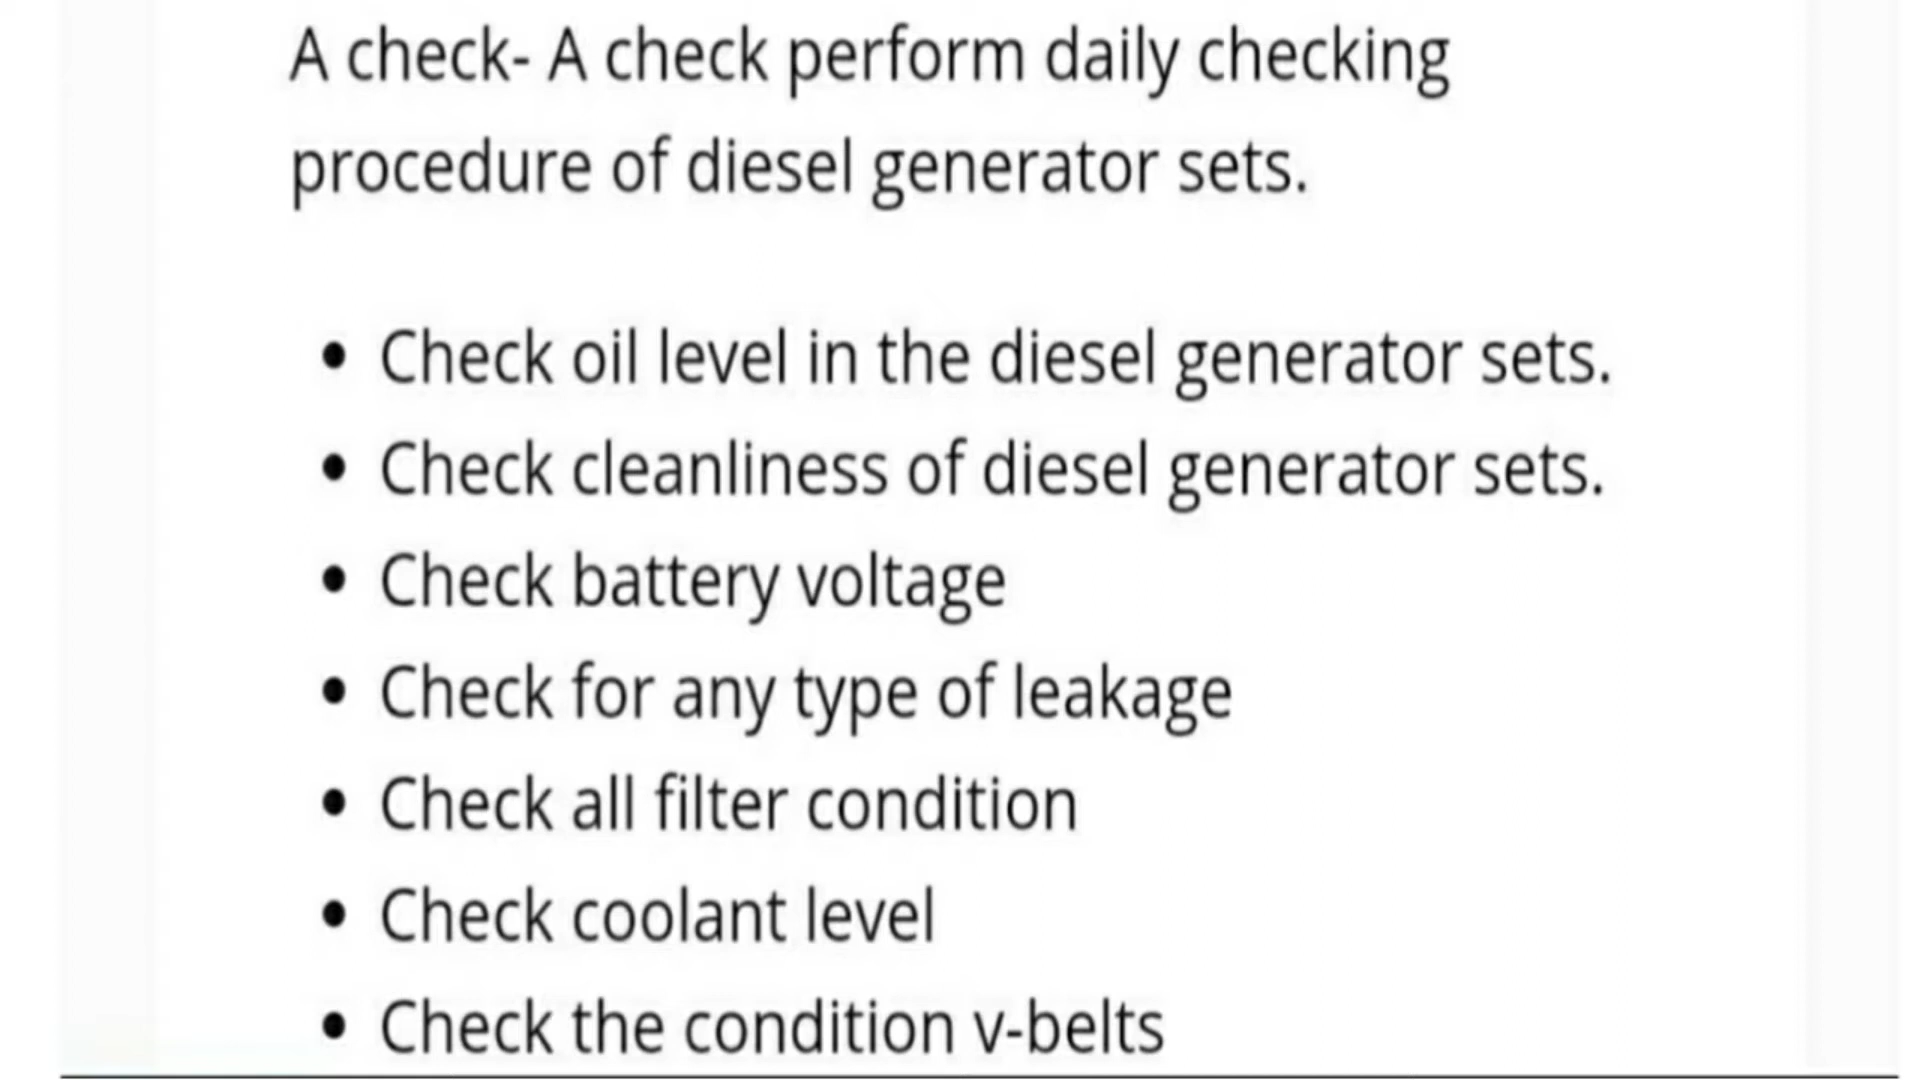 A check- A check perform daily checking
procedure of diesel generator sets.
• Check oil level in the diesel generator sets.
• Check cleanliness of diesel generator sets.
• Check battery voltage
• Check for any type of leakage
• Check all filter condition
• Check coolant level
• Check the condition v-belts